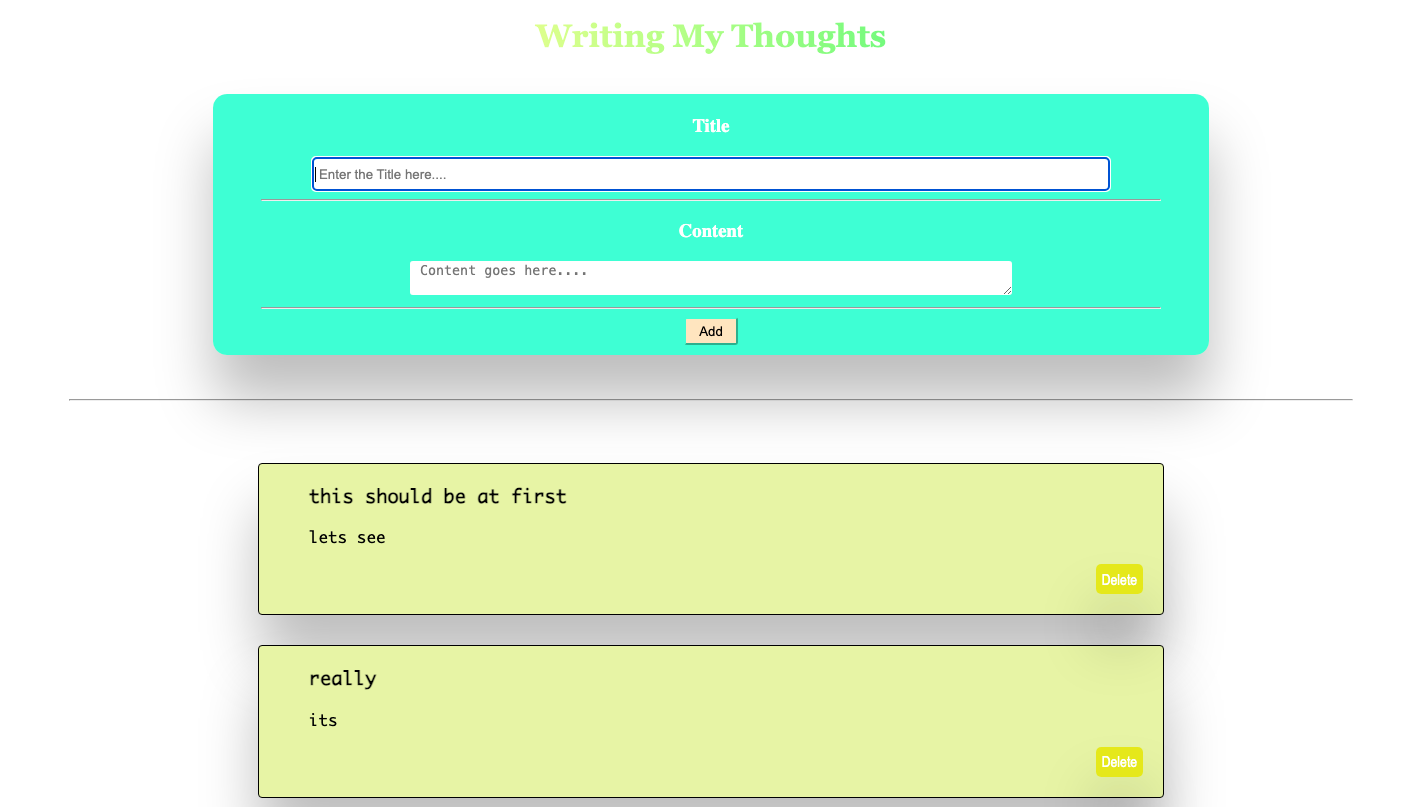 Writing My Thoughts
Title
Enter the Title here....
Content
Content goes here....
Add
this should be at first
lets see
Delete
really
its
Delete